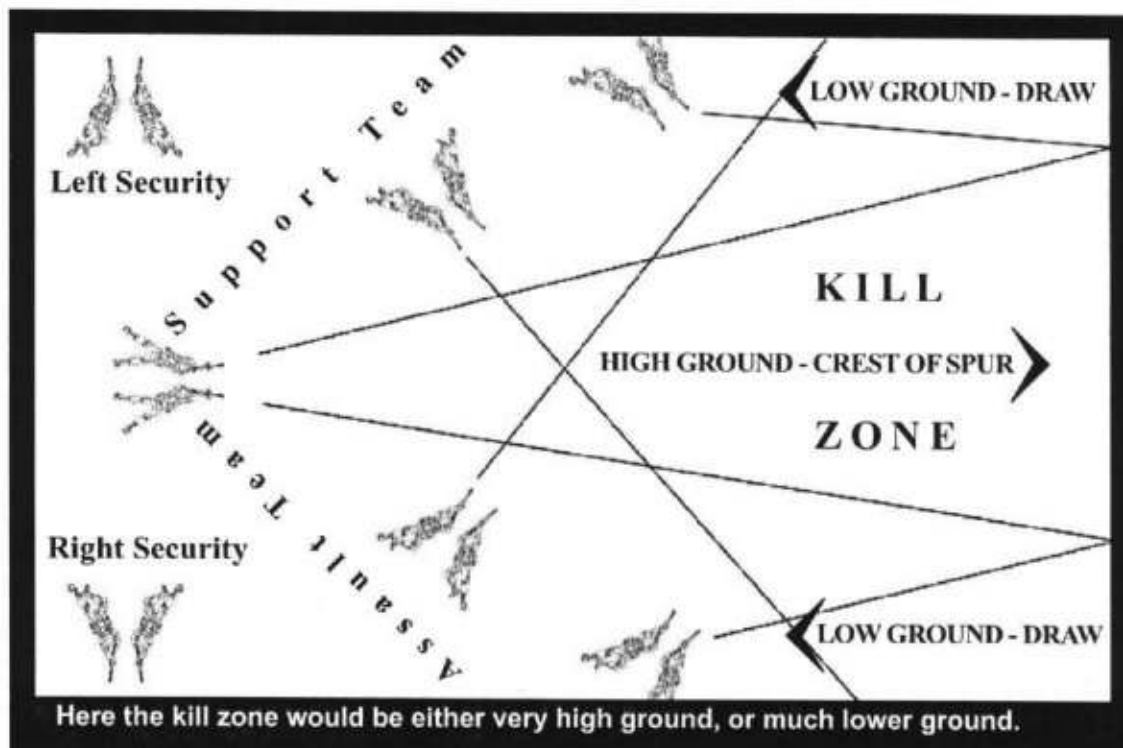 Support Team
LOW GROUND - DRAW
Left Security
KILL
HIGH GROUND - CREST OF SPUR
ZONE
Assault Team
Right Security
LOW GROUND - DRAW
Here the kill zone would be either very high ground, or much lower ground.